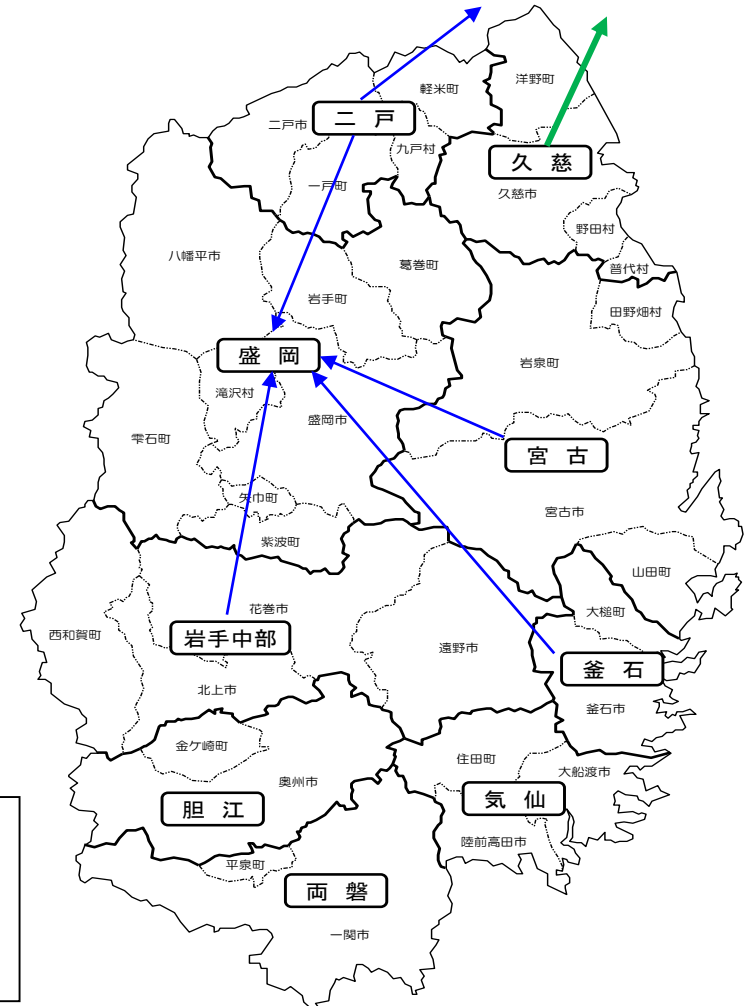 軽米町
洋野町
二戸市
二 戸
九戸村
久 慈
一戸町
久慈市
野田村
八幡平市
葛巻町
普代村
岩手町
田野畑村
盛 岡
岩泉町
滝沢村
盛岡市
雫石町
宮 古
矢巾町
宮古市
紫波町
山田町
花巻市
大槌町
西和賀町
岩手中部
遠野市
釜 石
北上市
釜石市
金ケ崎町
住田町
大船渡市
奥州市
胆 江
気 仙
陸前高田市
平泉町
両 磐
一関市